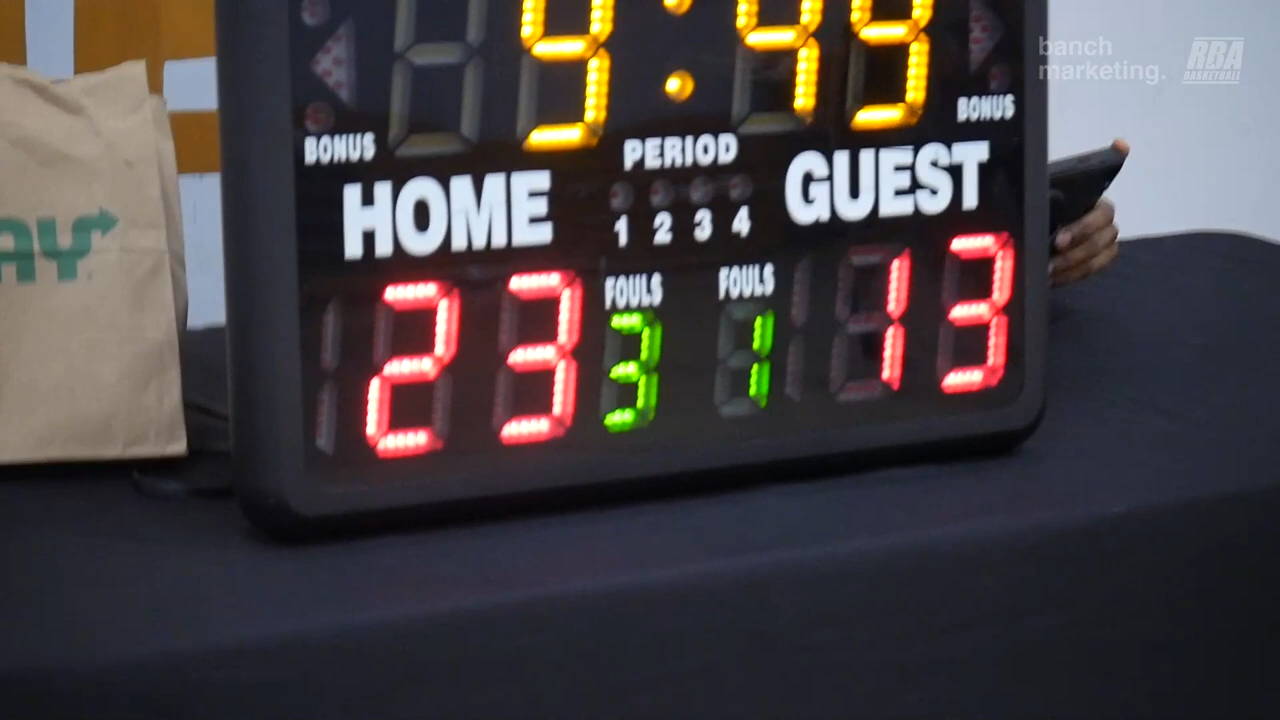 9:49
banch
marketing.
RBA
BASKETBALL
BONUS
PERIOD
BONUS
HOME
GUEST
1 2 3 4
FOULS
FOULS
23
3
1
13
AY